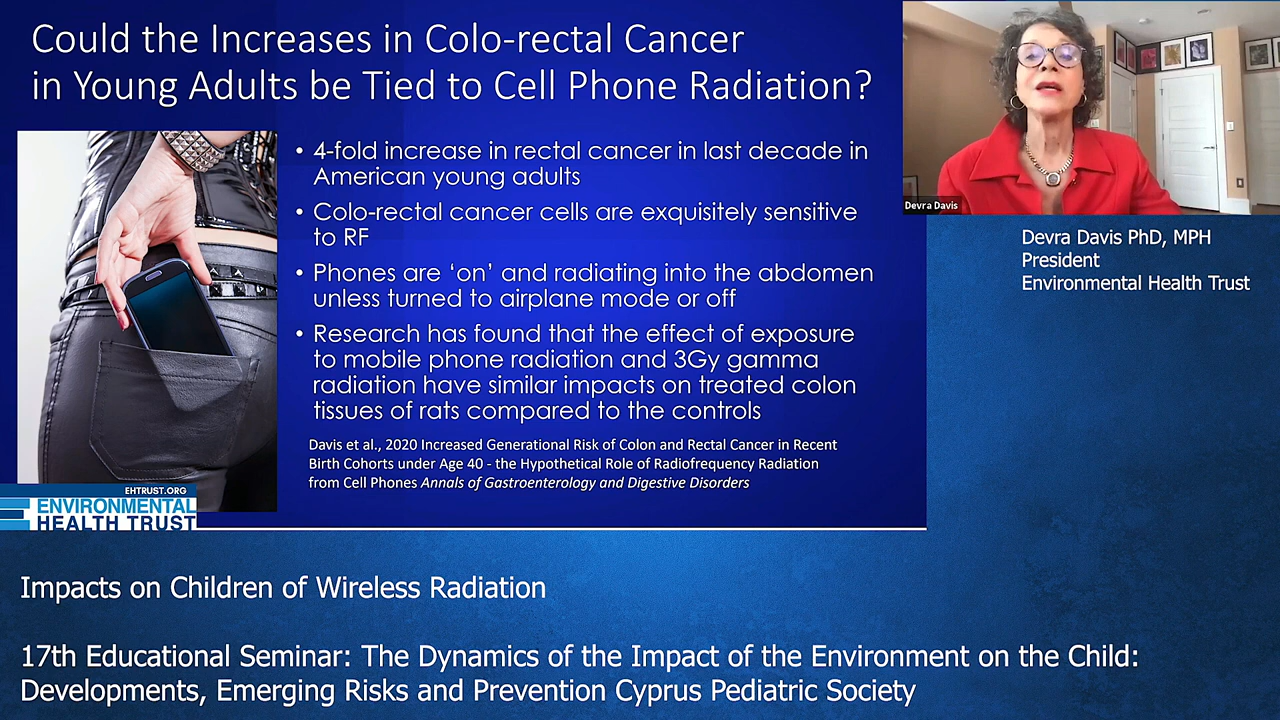 Could the Increases in Colo-rectal Cancer
in Young Adults be Tied to Cell Phone Radiation?
• 4-fold increase in rectal cancer in last decade in
American young adults
• Colo-rectal cancer cells are exquisitely sensitive
to RF
• Phones are ‘on’ and radiating into the abdomen
unless turned to airplane mode or off
• Research has found that the effect of exposure
to mobile phone radiation and 3Gy gamma
radiation have similar impacts on treated colon
tissues of rats compared to the controls
Davis et al., 2020 Increased Generational Risk of Colon and Rectal Cancer in Recent
Birth Cohorts under Age 40 - the Hypothetical Role of Radiofrequency Radiation
from Cell Phones Annals of Gastroenterology and Digestive Disorders
EHTRUST.ORG
ENVIRONMENTAL
HEALTH TRUST
Devra Davis
Devra Davis PhD, MPH
President
Environmental Health Trust
Impacts on Children of Wireless Radiation
17th Educational Seminar: The Dynamics of the Impact of the Environment on the Child:
Developments, Emerging Risks and Prevention Cyprus Pediatric Society